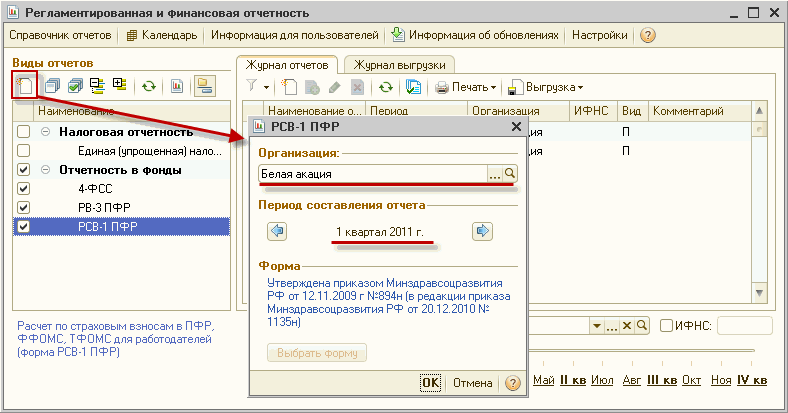 Регламентированная и финансовая отчетность
Справочник отчетов Календарь Информация для пользователей Информация об обновлениях Настройки
Виды отчетов
Наименование
Налоговая отчетность
Единая (упрощенная) нало...
Отчетность в фонды
4-ФСС
РВ-3 ПФР
РСВ-1 ПФР
Расчет по страховым взносам в ПФР,
ФФОМС, ТФОМС для работодателей
(форма РСВ-1 ПФР)
Журнал отчетов Журнал выгрузки
Печать Выгрузка
Наименование о... Период Организация ИФНС Вид Комментарий
ция П
ция П
РСВ-1 ПФР
Организация:
Белая акация
Период составления отчета
1 квартал 2011 г.
Форма
Утверждена приказом Минздравсоцразвития
РФ от 12.11.2009 г №894н (в редакции приказа
Минздравсоцразвития РФ от 20.12.2010 №
1135н)
Выбрать форму
OK Отмена
ИФНС:
Май II кв Июл Авг III кв Окт Ноя IV кв